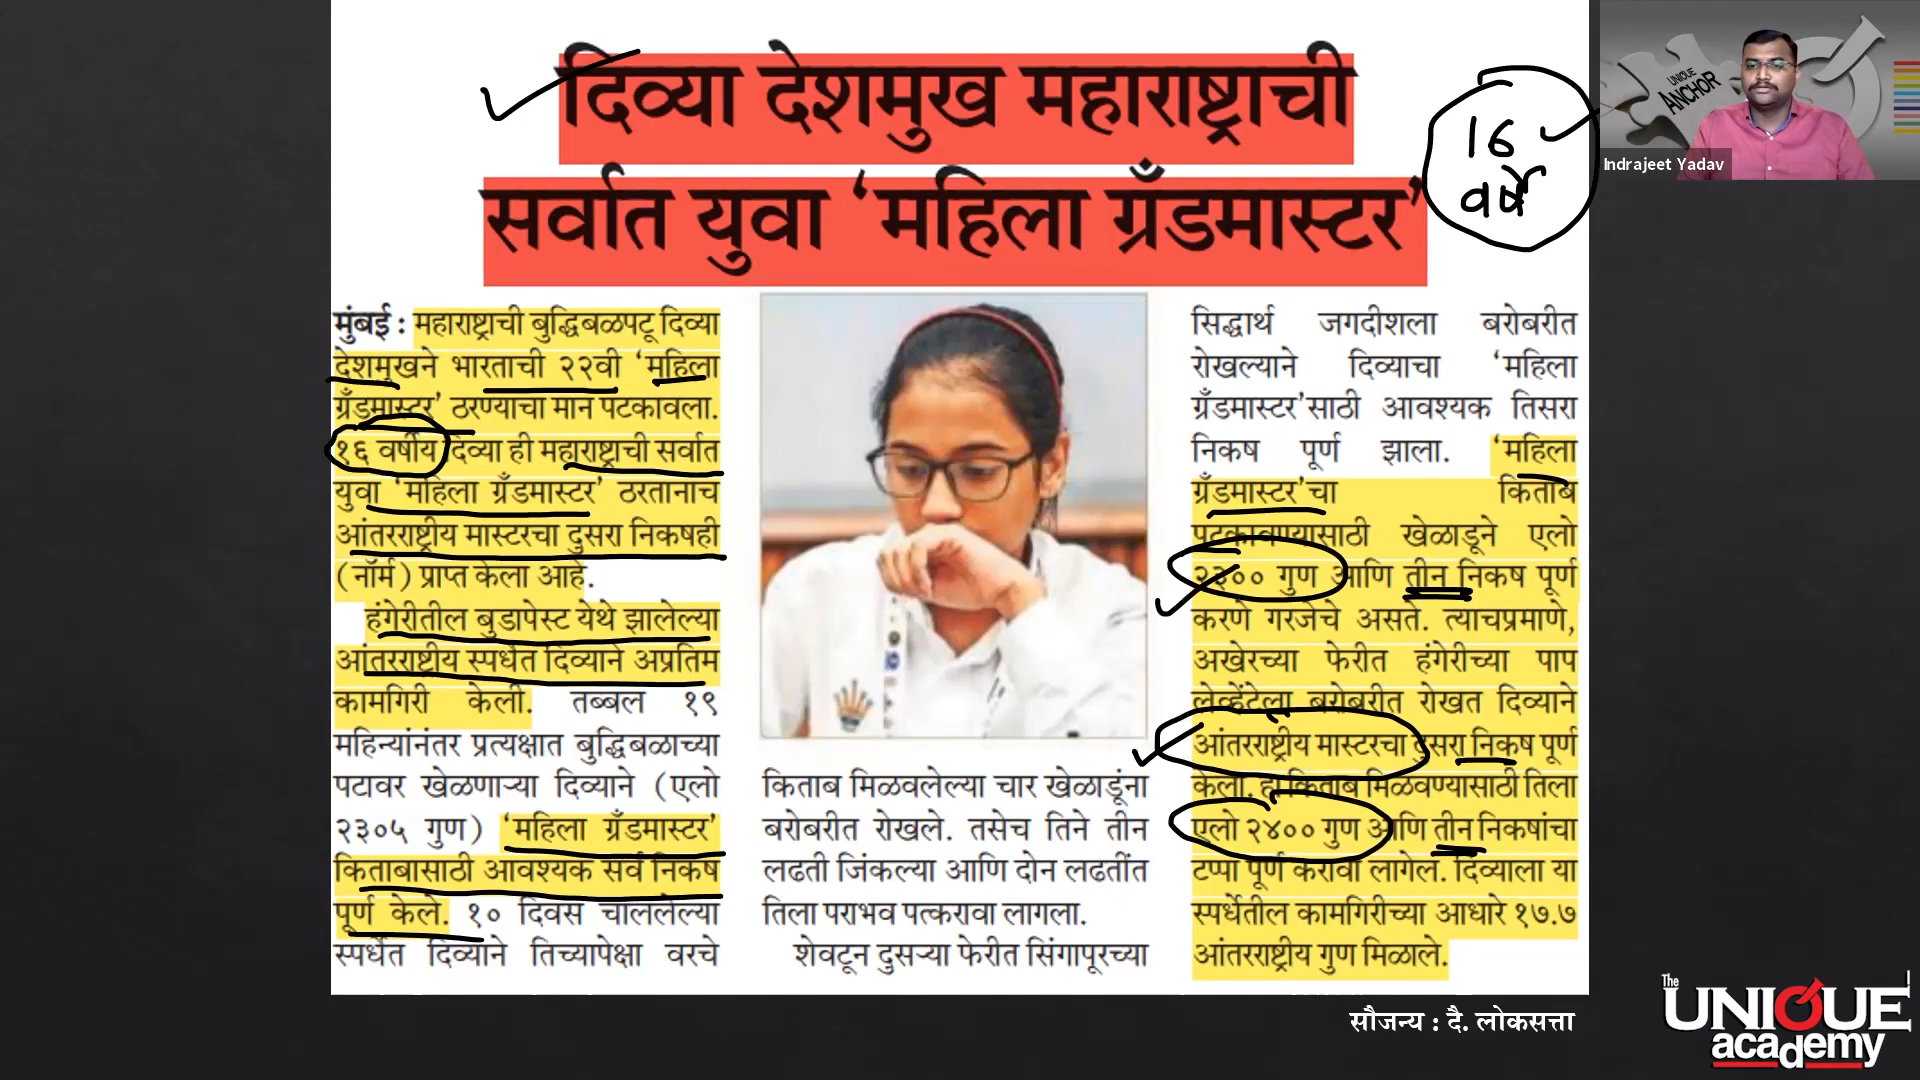 दिव्या देशमुख महाराष्ट्राची
सर्वात युवा ‘महिला ग्रँडमास्टर’
16
वर्षे
UNIQUE
ANCHOR
Indrajeet Yadav
मुंबई : महाराष्ट्राची बुद्धिबळपटू दिव्या
देशमुखने भारताची २२वी ‘महिला
ग्रँडमास्टर’ ठरण्याचा मान पटकावला.
१६ वर्षीय दिव्या ही महाराष्ट्राची सर्वात
युवा ‘महिला ग्रँडमास्टर’ ठरतानाच
आंतरराष्ट्रीय मास्टरचा दुसरा निकषही
(नॉर्म) प्राप्त केला आहे.
हंगेरीतील बुडापेस्ट येथे झालेल्या
आंतरराष्ट्रीय स्पर्धेत दिव्याने अप्रतिम
कामगिरी केली. तब्बल १९
महिन्यांनंतर प्रत्यक्षात बुद्धिबळाच्या
पटावर खेळणाऱ्या दिव्याने (एलो
२३०५ गुण) ‘महिला ग्रँडमास्टर’
किताबासाठी आवश्यक सर्व निकष
पूर्ण केले. १० दिवस चाललेल्या
स्पर्धेत दिव्याने तिच्यापेक्षा वरचे
किताब मिळवलेल्या चार खेळाडूंना
बरोबरीत रोखले. तसेच तिने तीन
लढती जिंकल्या आणि दोन लढतींत
तिला पराभव पत्करावा लागला.
शेवटून दुसऱ्या फेरीत सिंगापूरच्या
सिद्धार्थ जगदीशला बरोबरीत
रोखल्याने दिव्याचा ‘महिला
ग्रँडमास्टर’साठी आवश्यक तिसरा
निकष पूर्ण झाला. ‘महिला
ग्रँडमास्टर’चा किताब
पटकावण्यासाठी खेळाडूने एलो
२३०० गुण आणि तीन निकष पूर्ण
करणे गरजेचे असते. त्याचप्रमाणे,
अखेरच्या फेरीत हंगेरीच्या पाप
लेव्हेंटेला बरोबरीत रोखत दिव्याने
आंतरराष्ट्रीय मास्टरचा दुसरा निकष पूर्ण
केला. हा किताब मिळवण्यासाठी तिला
एलो २४०० गुण आणि तीन निकषांचा
टप्पा पूर्ण करावा लागेल. दिव्याला या
स्पर्धेतील कामगिरीच्या आधारे १७.७
आंतरराष्ट्रीय गुण मिळाले.
सौजन्य : दै. लोकसत्ता
The
UNIQUE
academy